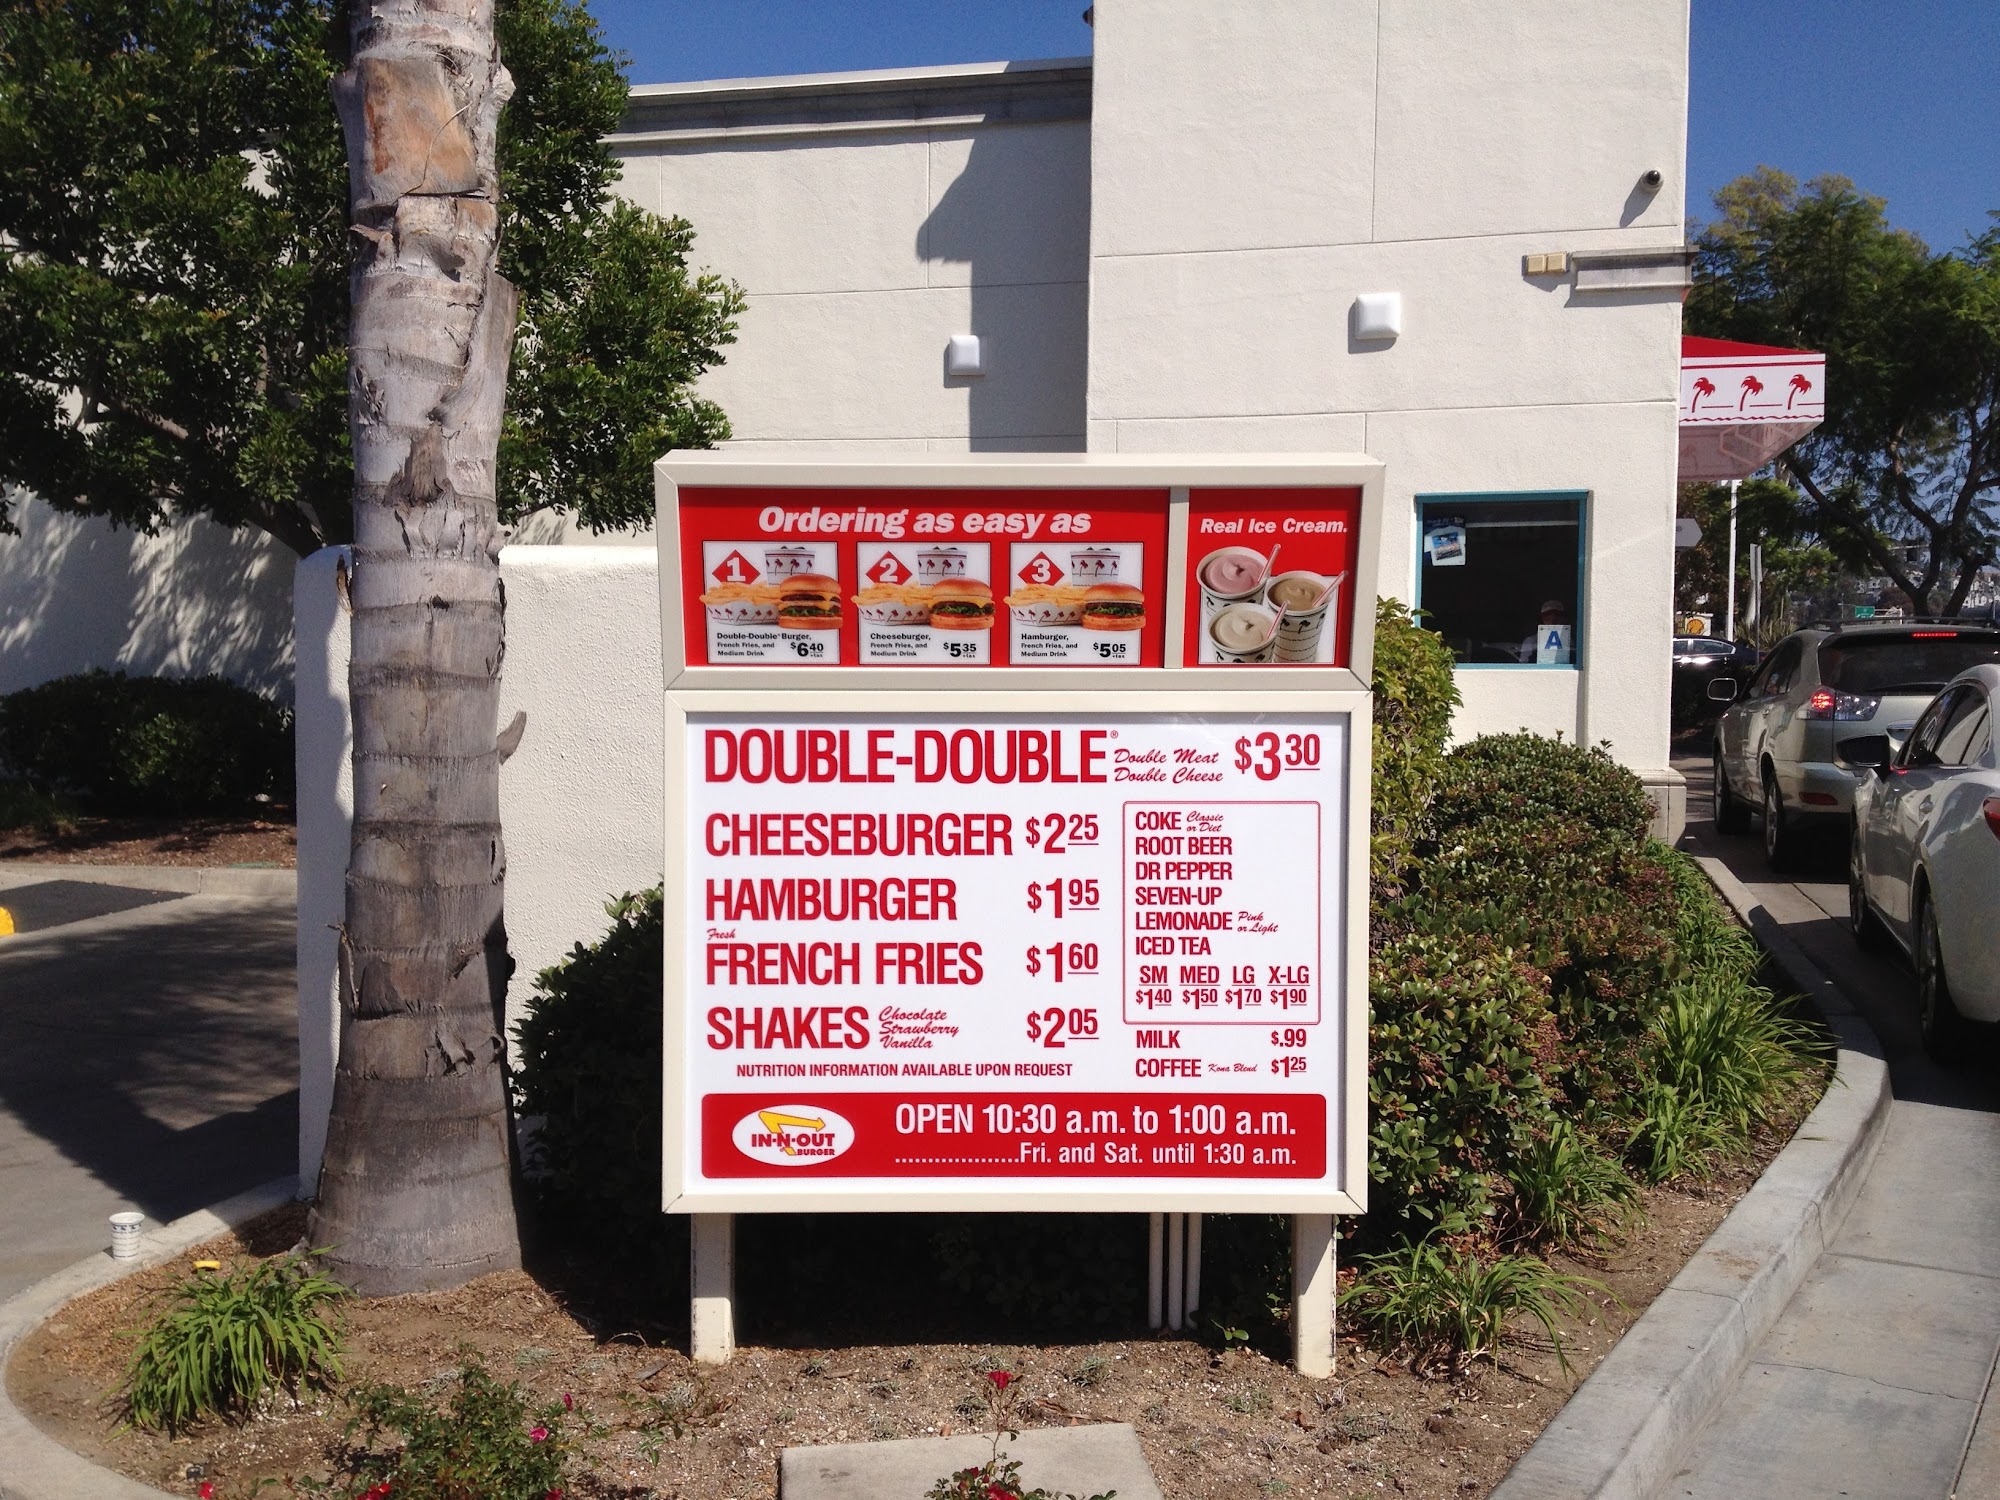 Ordering as easy as
Real Ice Cream.
1
Double-Double® Burger,
French Fries, and
Medium Drink
$6 40
+tax
2
Cheeseburger,
French Fries, and
Medium Drink
$5 35
+tax
3
Hamburger,
French Fries, and
Medium Drink
$5 05
+tax
A
DOUBLE-DOUBLE® Double Meat Double Cheese $3 30
CHEESEBURGER $2 25
HAMBURGER $1 95
Fresh
FRENCH FRIES $1 60
SHAKES Chocolate Strawberry Vanilla $2 05
NUTRITION INFORMATION AVAILABLE UPON REQUEST
COKE Classic or Diet
ROOT BEER
DR PEPPER
SEVEN-UP
LEMONADE Pink or Light
ICED TEA
SM MED LG X-LG
$1 40 $1 50 $1 70 $1 90
MILK $.99
COFFEE Kona Blend $1 25
IN-N-OUT
BURGER
OPEN 10:30 a.m. to 1:00 a.m.
...................Fri. and Sat. until 1:30 a.m.